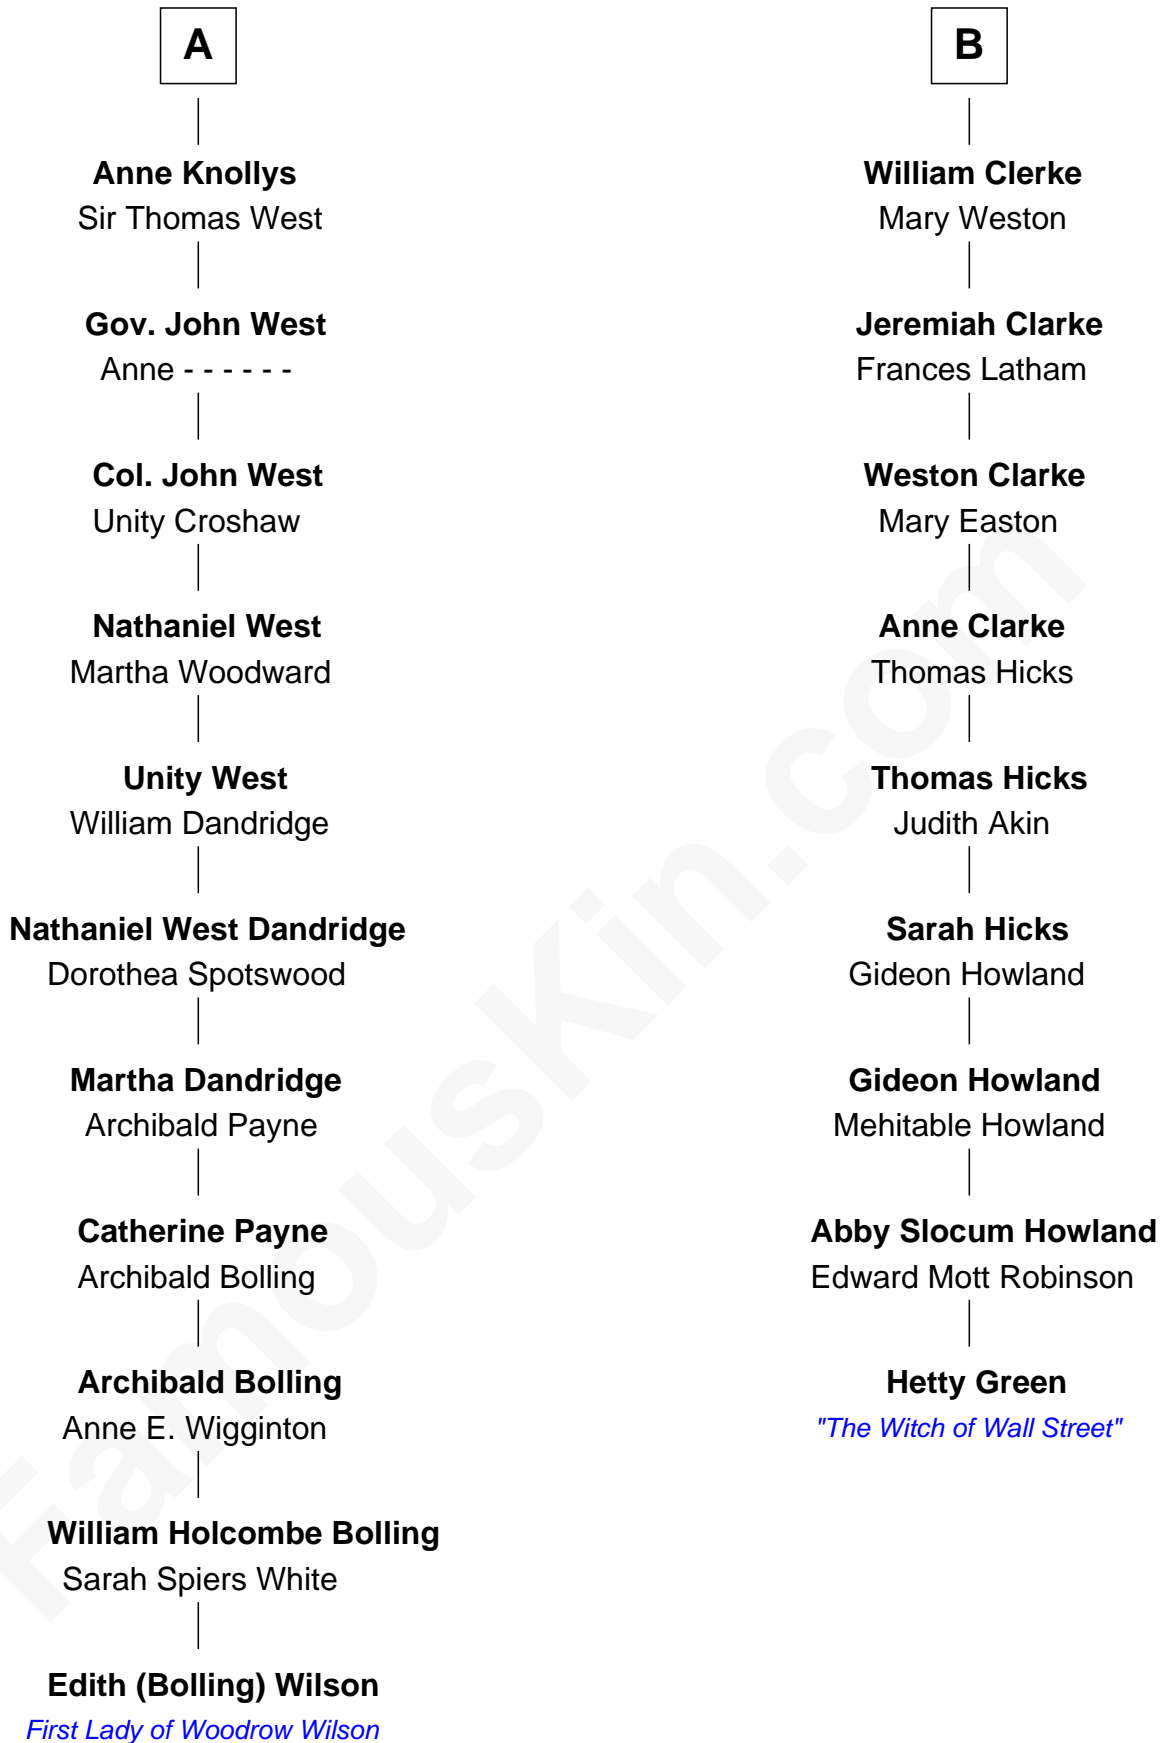 A
Anne Knollys
Sir Thomas West
Gov. John West
Anne - - - - - -
Col. John West
Unity Croshaw
Nathaniel West
Martha Woodward
Unity West
William Dandridge
Nathaniel West Dandridge
Dorothea Spotswood
Martha Dandridge
Archibald Payne
Catherine Payne
Archibald Bolling
Archibald Bolling
Anne E. Wigginton
William Holcombe Bolling
Sarah Spiers White
Edith (Bolling) Wilson
First Lady of Woodrow Wilson
B
William Clerke
Mary Weston
Jeremiah Clarke
Frances Latham
Weston Clarke
Mary Easton
Anne Clarke
Thomas Hicks
Thomas Hicks
Judith Akin
Sarah Hicks
Gideon Howland
Gideon Howland
Mehitable Howland
Abby Slocum Howland
Edward Mott Robinson
Hetty Green
"The Witch of Wall Street"
FamousKin.com